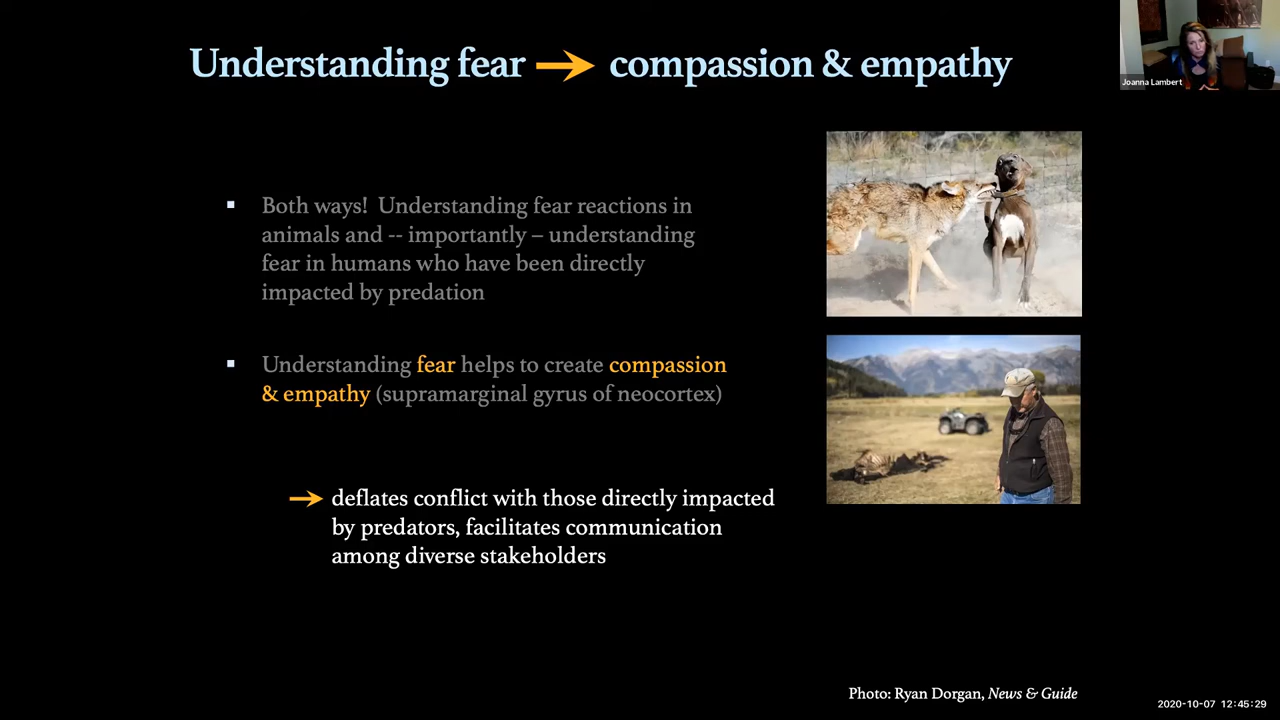 Understanding fear → compassion & empathy
Joanna Lambert
▪ Both ways! Understanding fear reactions in
animals and -- importantly – understanding
fear in humans who have been directly
impacted by predation
▪ Understanding fear helps to create compassion
& empathy (supramarginal gyrus of neocortex)
→ deflates conflict with those directly impacted
by predators, facilitates communication
among diverse stakeholders
Photo: Ryan Dorgan, News & Guide
2020-10-07 12:45:29